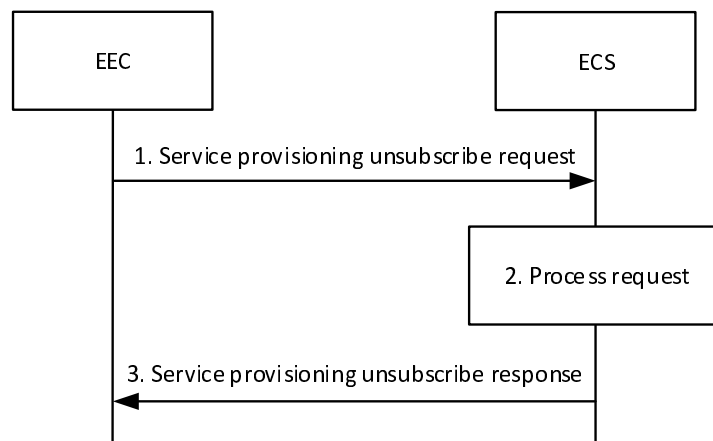 EEC
ECS
1. Service provisioning unsubscribe request
2. Process request
3. Service provisioning unsubscribe response